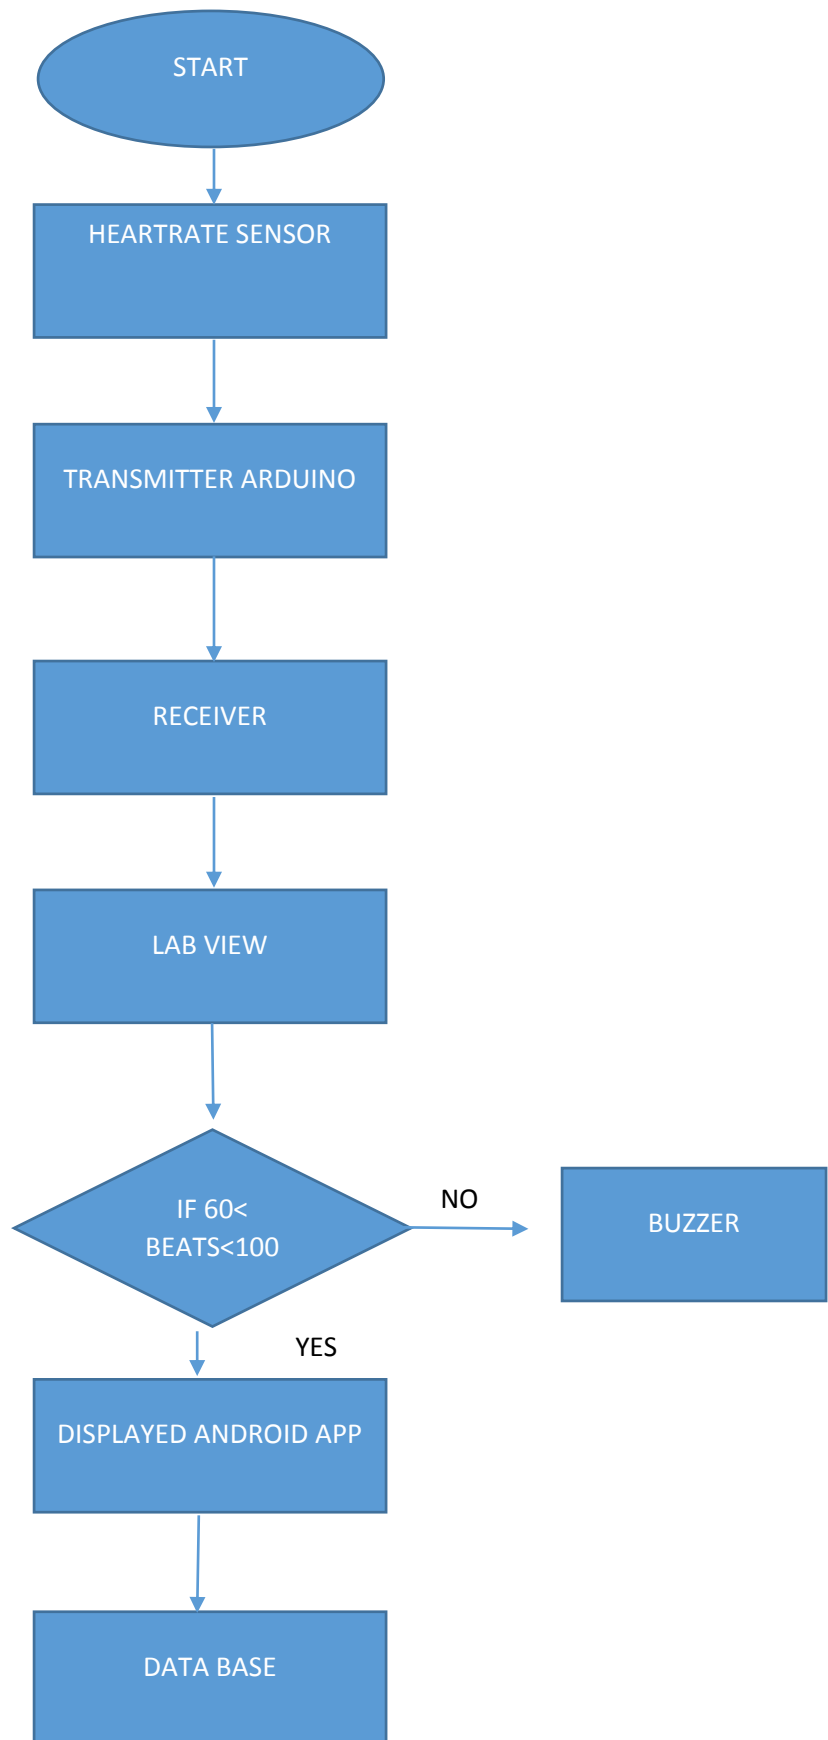 START
HEARTRATE SENSOR
TRANSMITTER ARDUINO
RECEIVER
LAB VIEW
IF 60<
BEATS<100
NO
BUZZER
YES
DISPLAYED ANDROID APP
DATA BASE